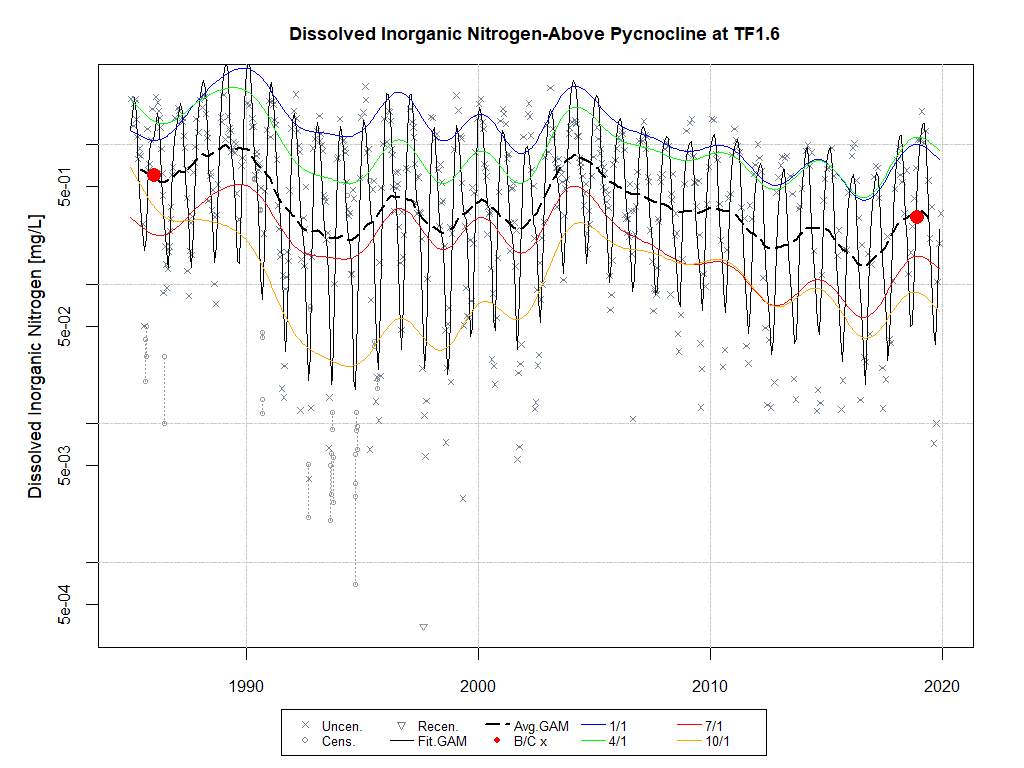 Dissolved Inorganic Nitrogen-Above Pycnocline at TF1.6
Dissolved Inorganic Nitrogen [mg/L]
5e-01
5e-02
5e-03
5e-04
1990 2000 2010 2020
Uncen. Recen. Avg.GAM 1/1 7/1
Cens. Fit.GAM B/C x 4/1 10/1